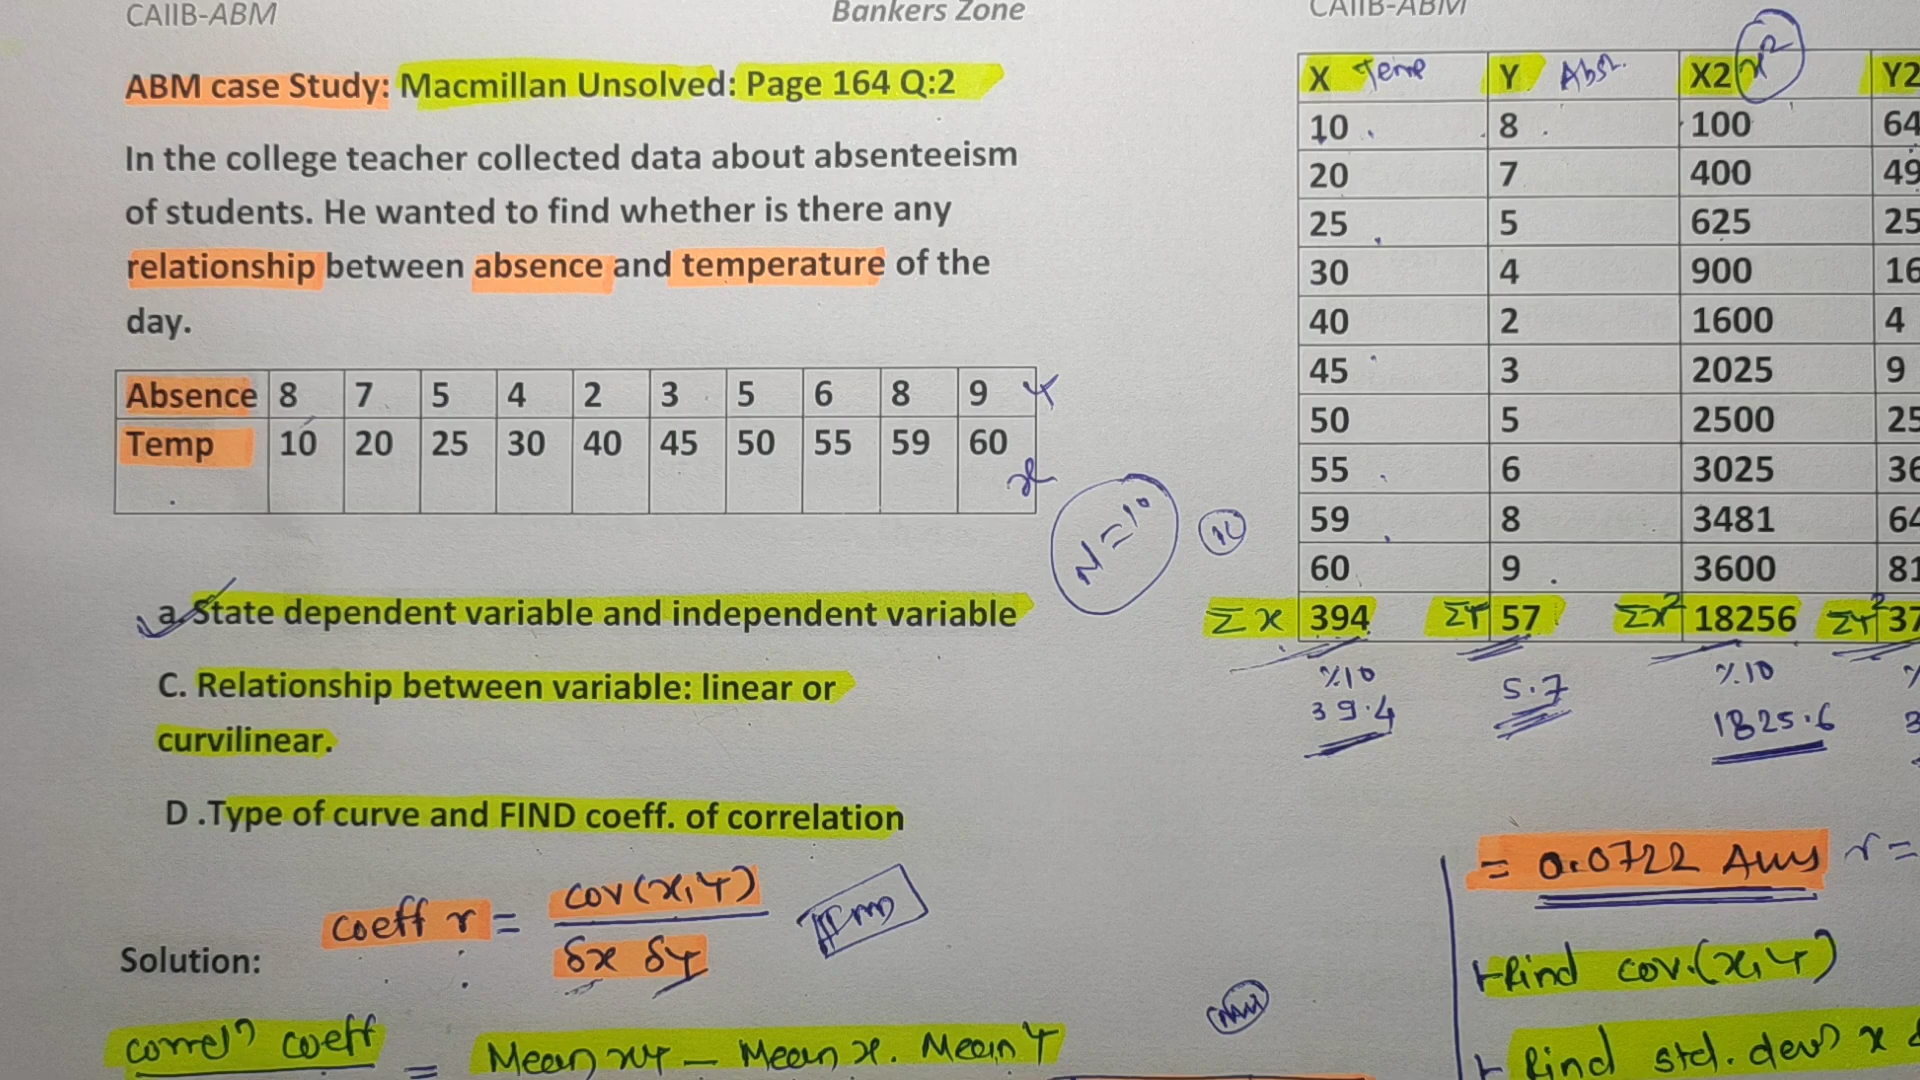 CAIIB-ABM
Bankers Zone
ABM case Study: Macmillan Unsolved: Page 164 Q:2
In the college teacher collected data about absenteeism
of students. He wanted to find whether is there any
relationship between absence and temperature of the
day.
Absence 8 7 5 4 2 3 5 6 8 9 Y
Temp 10 20 25 30 40 45 50 55 59 60
x
N=10
a. State dependent variable and independent variable
C. Relationship between variable: linear or
curvilinear.
D .Type of curve and FIND coeff. of correlation
coeff r = cov(x,Y)
δx δy
Solution:
correlⁿ coeff = Mean xy - Mean x. Mean Y
CAIIB-ABM
X Temp Y Abs. X2 x² Y2
10 8 100 64
20 7 400 49
25 5 625 25
30 4 900 16
40 2 1600 4
45 3 2025 9
50 5 2500 25
55 6 3025 36
59 8 3481 64
60 9 3600 81
Σx 394 ΣY 57 Σx² 18256 ΣY² 37
%10 %10
39.4 5.7 1825.6 3
= 0.0722 Ans r =
Find cov.(x,Y)
Find std. devⁿ x